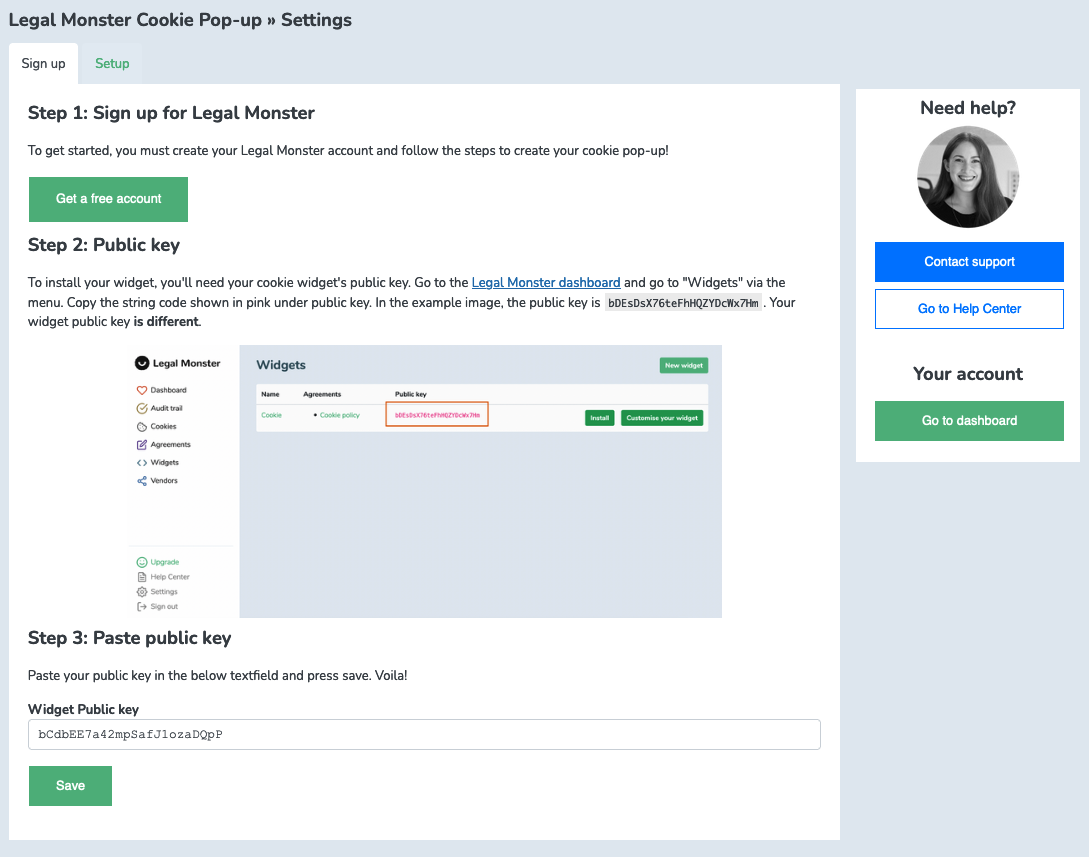 Legal Monster Cookie Pop-up » Settings
Sign up
Setup
Step 1: Sign up for Legal Monster
To get started, you must create your Legal Monster account and follow the steps to create your cookie pop-up!
Get a free account
Step 2: Public key
To install your widget, you'll need your cookie widget's public key. Go to the Legal Monster dashboard and go to "Widgets" via the
menu. Copy the string code shown in pink under public key. In the example image, the public key is bDEsDsX76teFhHQZYDcWx7Hm. Your
widget public key is different.
Legal Monster
Dashboard
Audit trail
Cookies
Agreements
Widgets
Vendors
Upgrade
Help Center
Settings
Sign out
Widgets
New widget
Name Agreements Public key
Cookie • Cookie policy bDEsDsX76teFhHQZYDcWx7Hm Install Customise your widget
Step 3: Paste public key
Paste your public key in the below textfield and press save. Voila!
Widget Public key
bCdbEE7a42mpSafJ1ozaDQpP
Save
Need help?
Contact support
Go to Help Center
Your account
Go to dashboard